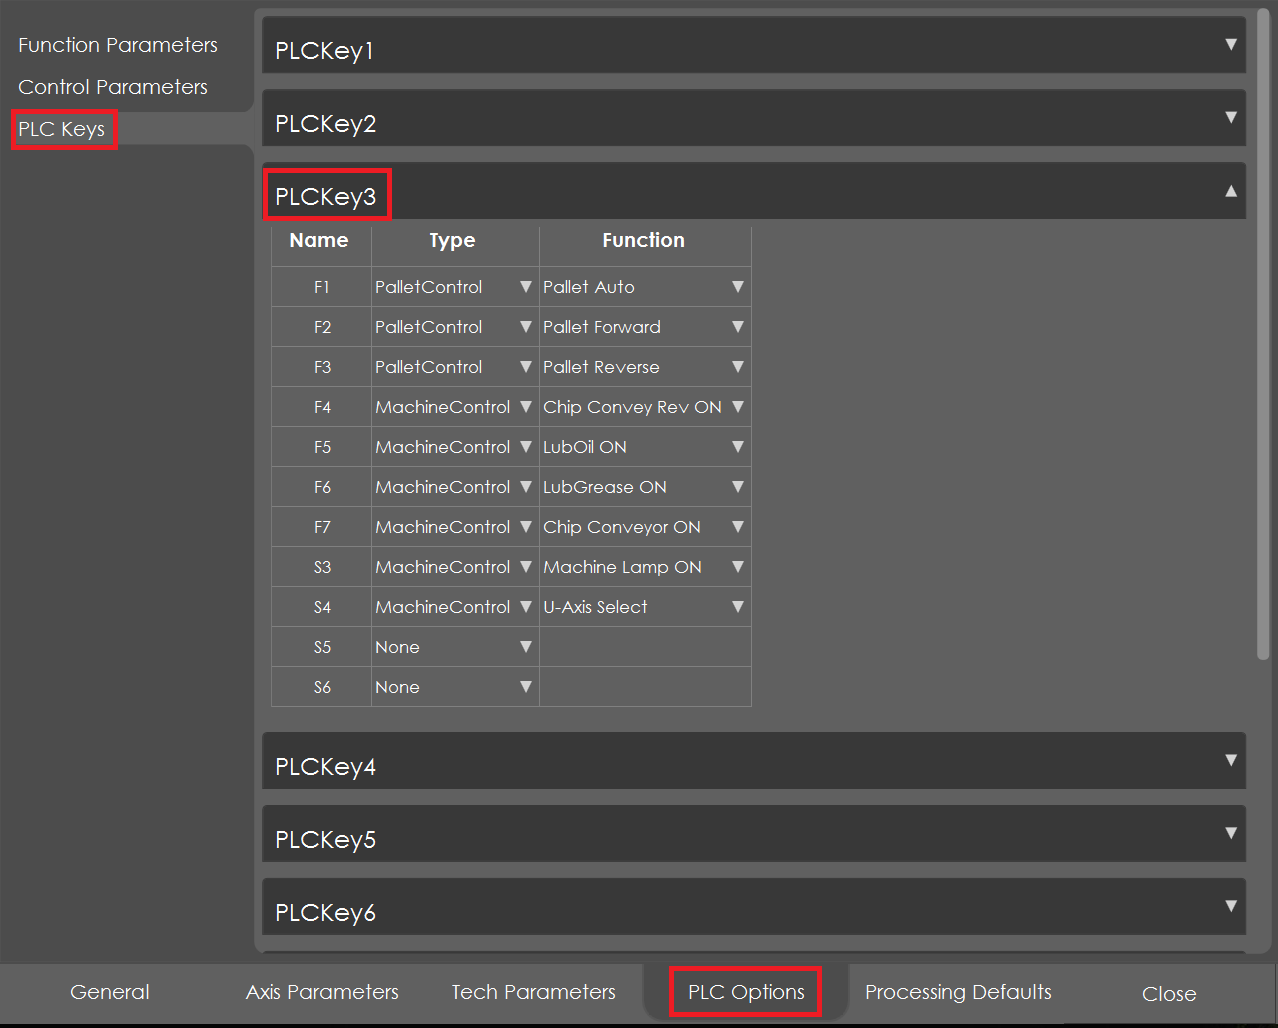 Function Parameters
Control Parameters
PLC Keys
PLCKey1
PLCKey2
PLCKey3
Name Type Function
F1 PalletControl Pallet Auto
F2 PalletControl Pallet Forward
F3 PalletControl Pallet Reverse
F4 MachineControl Chip Convey Rev ON
F5 MachineControl LubOil ON
F6 MachineControl LubGrease ON
F7 MachineControl Chip Conveyor ON
S3 MachineControl Machine Lamp ON
S4 MachineControl U-Axis Select
S5 None
S6 None
PLCKey4
PLCKey5
PLCKey6
General Axis Parameters Tech Parameters PLC Options Processing Defaults Close